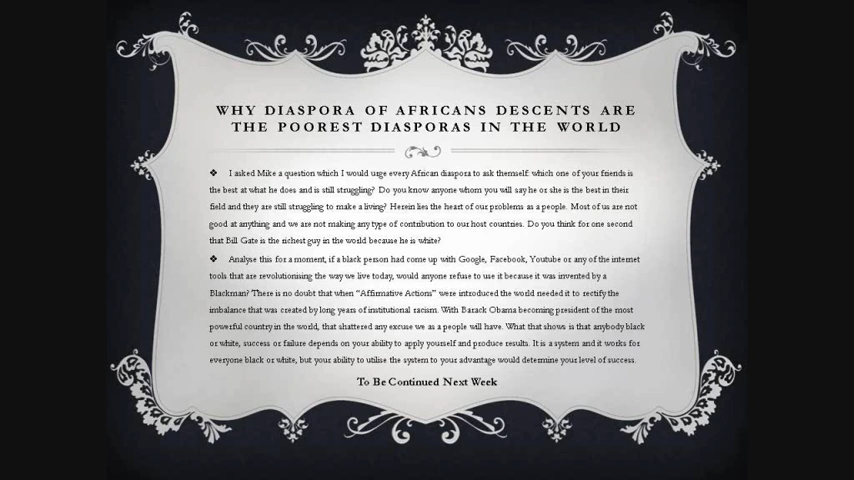 WHY DIASPORA OF AFRICANS DESCENTS ARE
THE POOREST DIASPORAS IN THE WORLD
❖ I asked Mike a question which I would urge every African diaspora to ask themself: which one of your friends is
the best at what he does and is still struggling? Do you know anyone whom you will say he or she is the best in their
field and they are still struggling to make a living? Herein lies the heart of our problems as a people. Most of us are not
good at anything and we are not making any type of contribution to our host countries. Do you think for one second
that Bill Gate is the richest guy in the world because he is white?
❖ Analyse this for a moment, if a black person had come up with Google, Facebook, Youtube or any of the internet
tools that are revolutionising the way we live today, would anyone refuse to use it because it was invented by a
Blackman? There is no doubt that when “Affirmative Actions” were introduced the world needed it to rectify the
imbalance that was created by long years of institutional racism. With Barack Obama becoming president of the most
powerful country in the world, that shattered any excuse we as a people will have. What that shows is that anybody black
or white, success or failure depends on your ability to apply yourself and produce results. It is a system and it works for
everyone black or white, but your ability to utilise the system to your advantage would determine your level of success.
To Be Continued Next Week